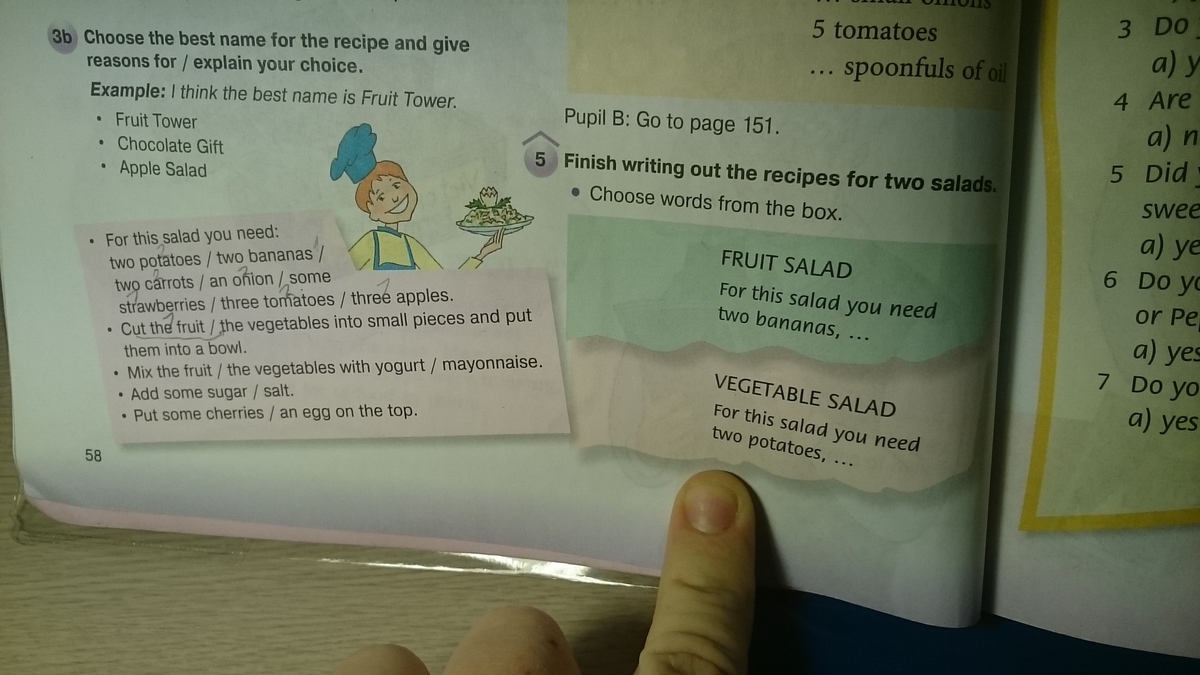 3b Choose the best name for the recipe and give
reasons for / explain your choice.
Example: I think the best name is Fruit Tower.
• Fruit Tower
• Chocolate Gift
• Apple Salad
• For this salad you need:
two potatoes / two bananas /
two carrots / an onion / some
strawberries / three tomatoes / three apples.
• Cut the fruit / the vegetables into small pieces and put
them into a bowl.
• Mix the fruit / the vegetables with yogurt / mayonnaise.
• Add some sugar / salt.
• Put some cherries / an egg on the top.
58
... small onions
5 tomatoes
... spoonfuls of oil
Pupil B: Go to page 151.
5 Finish writing out the recipes for two salads.
• Choose words from the box.
FRUIT SALAD
For this salad you need
two bananas, ...
VEGETABLE SALAD
For this salad you need
two potatoes, ...
3 Do
a) y
4 Are
a) n
5 Did
swee
a) ye
6 Do yo
or Pe
a) yes
7 Do yo
a) yes